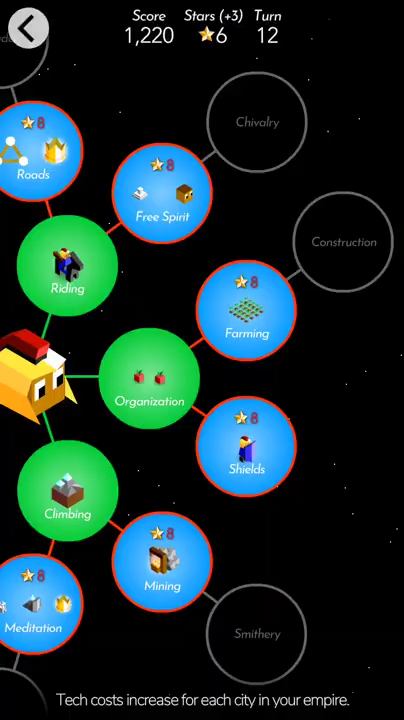 Score Stars (+3) Turn
1,220 6 12
Chivalry
8
Roads
8
Free Spirit
Construction
Riding
8
Farming
Organization
8
Shields
Climbing
8
Mining
8
Meditation
Smithery
Tech costs increase for each city in your empire.